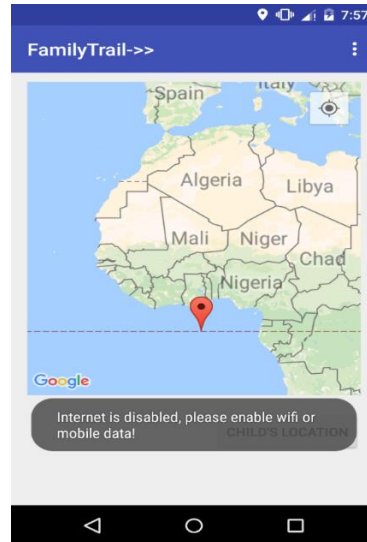 7:57
FamilyTrail->>
Spain
Italy
Algeria
Libya
Mali
Niger
Chad
Nigeria
Google
Internet is disabled, please enable wifi or
mobile data!
CHILD'S LOCATION